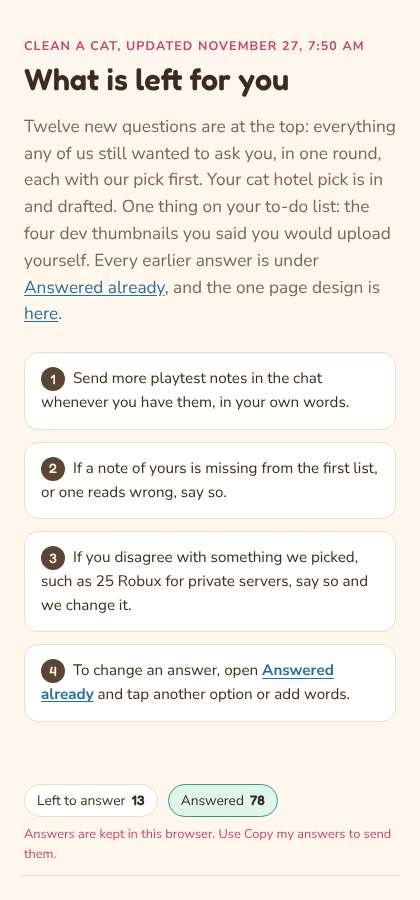 CLEAN A CAT, UPDATED NOVEMBER 27, 7:50 AM
What is left for you
Twelve new questions are at the top: everything
any of us still wanted to ask you, in one round,
each with our pick first. Your cat hotel pick is in
and drafted. One thing on your to-do list: the
four dev thumbnails you said you would upload
yourself. Every earlier answer is under
Answered already, and the one page design is
here.
1 Send more playtest notes in the chat
whenever you have them, in your own words.
2 If a note of yours is missing from the first list,
or one reads wrong, say so.
3 If you disagree with something we picked,
such as 25 Robux for private servers, say so and
we change it.
4 To change an answer, open Answered
already and tap another option or add words.
Left to answer 13 Answered 78
Answers are kept in this browser. Use Copy my answers to send
them.